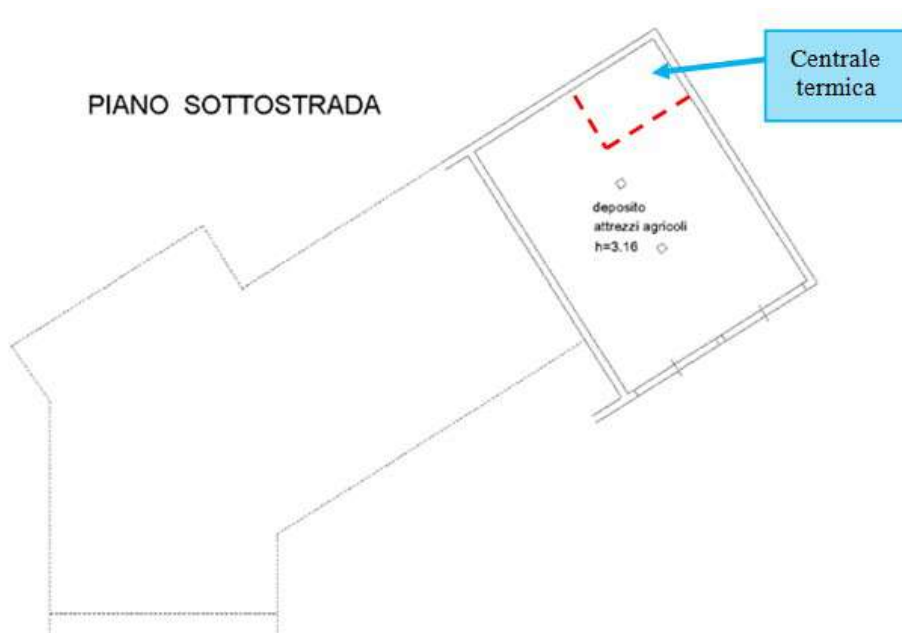 Centrale
termica
PIANO SOTTOSTRADA
deposito
attrezzi agricoli
h=3.16